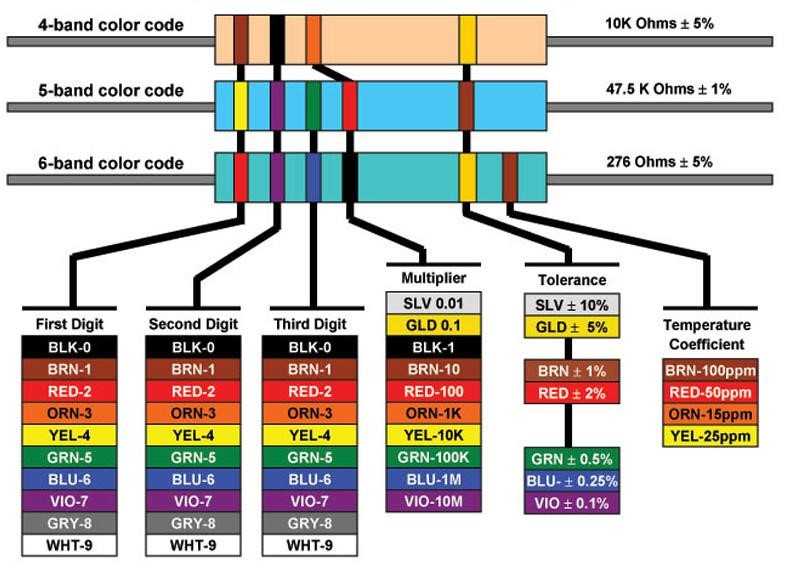 4-band color code
10K Ohms ± 5%
5-band color code
47.5 K Ohms ± 1%
6-band color code
276 Ohms ± 5%
First Digit
BLK-0
BRN-1
RED-2
ORN-3
YEL-4
GRN-5
BLU-6
VIO-7
GRY-8
WHT-9
Second Digit
BLK-0
BRN-1
RED-2
ORN-3
YEL-4
GRN-5
BLU-6
VIO-7
GRY-8
WHT-9
Third Digit
BLK-0
BRN-1
RED-2
ORN-3
YEL-4
GRN-5
BLU-6
VIO-7
GRY-8
WHT-9
Multiplier
SLV 0.01
GLD 0.1
BLK-1
BRN-10
RED-100
ORN-1K
YEL-10K
GRN-100K
BLU-1M
VIO-10M
Tolerance
SLV ± 10%
GLD ± 5%
BRN ± 1%
RED ± 2%
GRN ± 0.5%
BLU- ± 0.25%
VIO ± 0.1%
Temperature
Coefficient
BRN-100ppm
RED-50ppm
ORN-15ppm
YEL-25ppm